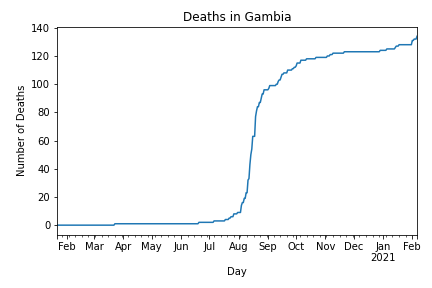 Deaths in Gambia
140
120
100
80
60
40
20
0
Number of Deaths
Feb Mar Apr May Jun Jul Aug Sep Oct Nov Dec Jan Feb
2021
Day